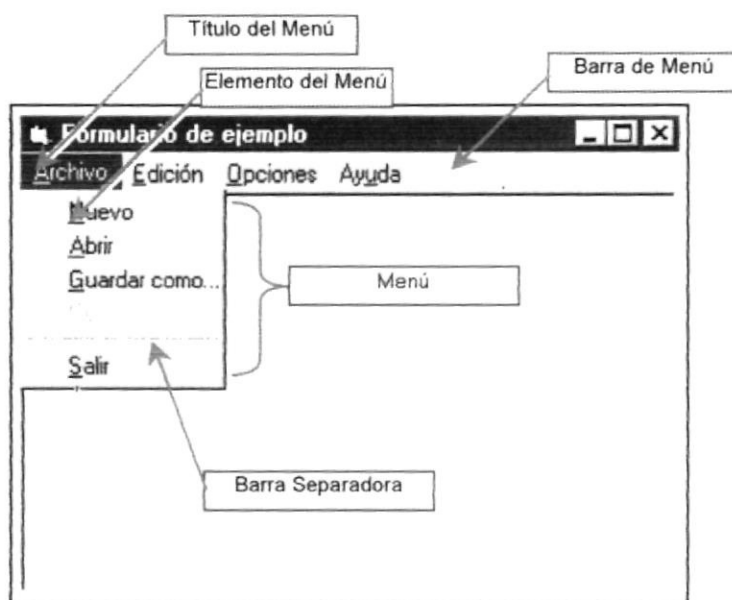 Título del Menú
Elemento del Menú
Barra de Menú
Formulario de ejemplo
Archivo Edición Opciones Ayuda
Nuevo
Abrir
Guardar como...
Menú
Salir
Barra Separadora